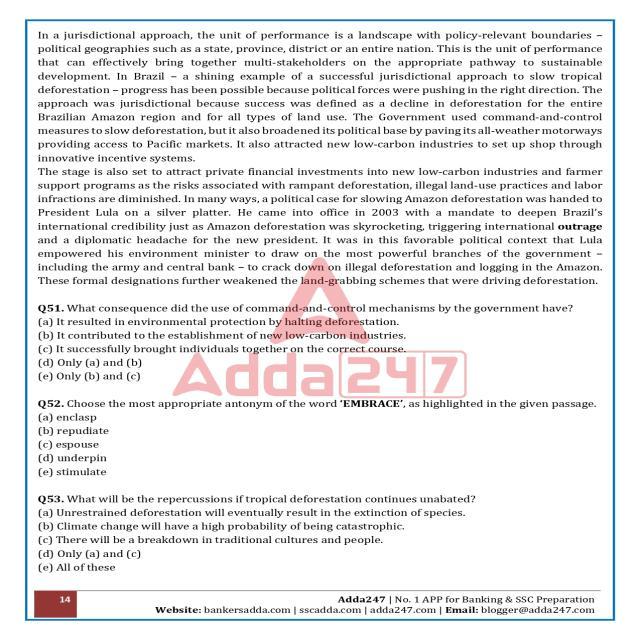 In a jurisdictional approach, the unit of performance is a landscape with policy-relevant boundaries –
political geographies such as a state, province, district or an entire nation. This is the unit of performance
that can effectively bring together multi-stakeholders on the appropriate pathway to sustainable
development. In Brazil – a shining example of a successful jurisdictional approach to slow tropical
deforestation – progress has been possible because political forces were pushing in the right direction. The
approach was jurisdictional because success was defined as a decline in deforestation for the entire
Brazilian Amazon region and for all types of land use. The Government used command-and-control
measures to slow deforestation, but it also broadened its political base by paving its all-weather motorways
providing access to Pacific markets. It also attracted new low-carbon industries to set up shop through
innovative incentive systems.
The stage is also set to attract private financial investments into new low-carbon industries and farmer
support programs as the risks associated with rampant deforestation, illegal land-use practices and labor
infractions are diminished. In many ways, a political case for slowing Amazon deforestation was handed to
President Lula on a silver platter. He came into office in 2003 with a mandate to deepen Brazil's
international credibility just as Amazon deforestation was skyrocketing, triggering international outrage
and a diplomatic headache for the new president. It was in this favorable political context that Lula
empowered his environment minister to draw on the most powerful branches of the government –
including the army and central bank – to crack down on illegal deforestation and logging in the Amazon.
These formal designations further weakened the land-grabbing schemes that were driving deforestation.
Q51. What consequence did the use of command-and-control mechanisms by the government have?
(a) It resulted in environmental protection by halting deforestation.
(b) It contributed to the establishment of new low-carbon industries.
(c) It successfully brought individuals together on the correct course.
(d) Only (a) and (b)
(e) Only (b) and (c)
Adda247
Q52. Choose the most appropriate antonym of the word 'EMBRACE', as highlighted in the given passage.
(a) enclasp
(b) repudiate
(c) espouse
(d) underpin
(e) stimulate
Q53. What will be the repercussions if tropical deforestation continues unabated?
(a) Unrestrained deforestation will eventually result in the extinction of species.
(b) Climate change will have a high probability of being catastrophic.
(c) There will be a breakdown in traditional cultures and people.
(d) Only (a) and (c)
(e) All of these
14
Adda247 | No. 1 APP for Banking & SSC Preparation
Website: bankersadda.com | sscadda.com | adda247.com | Email: blogger@adda247.com